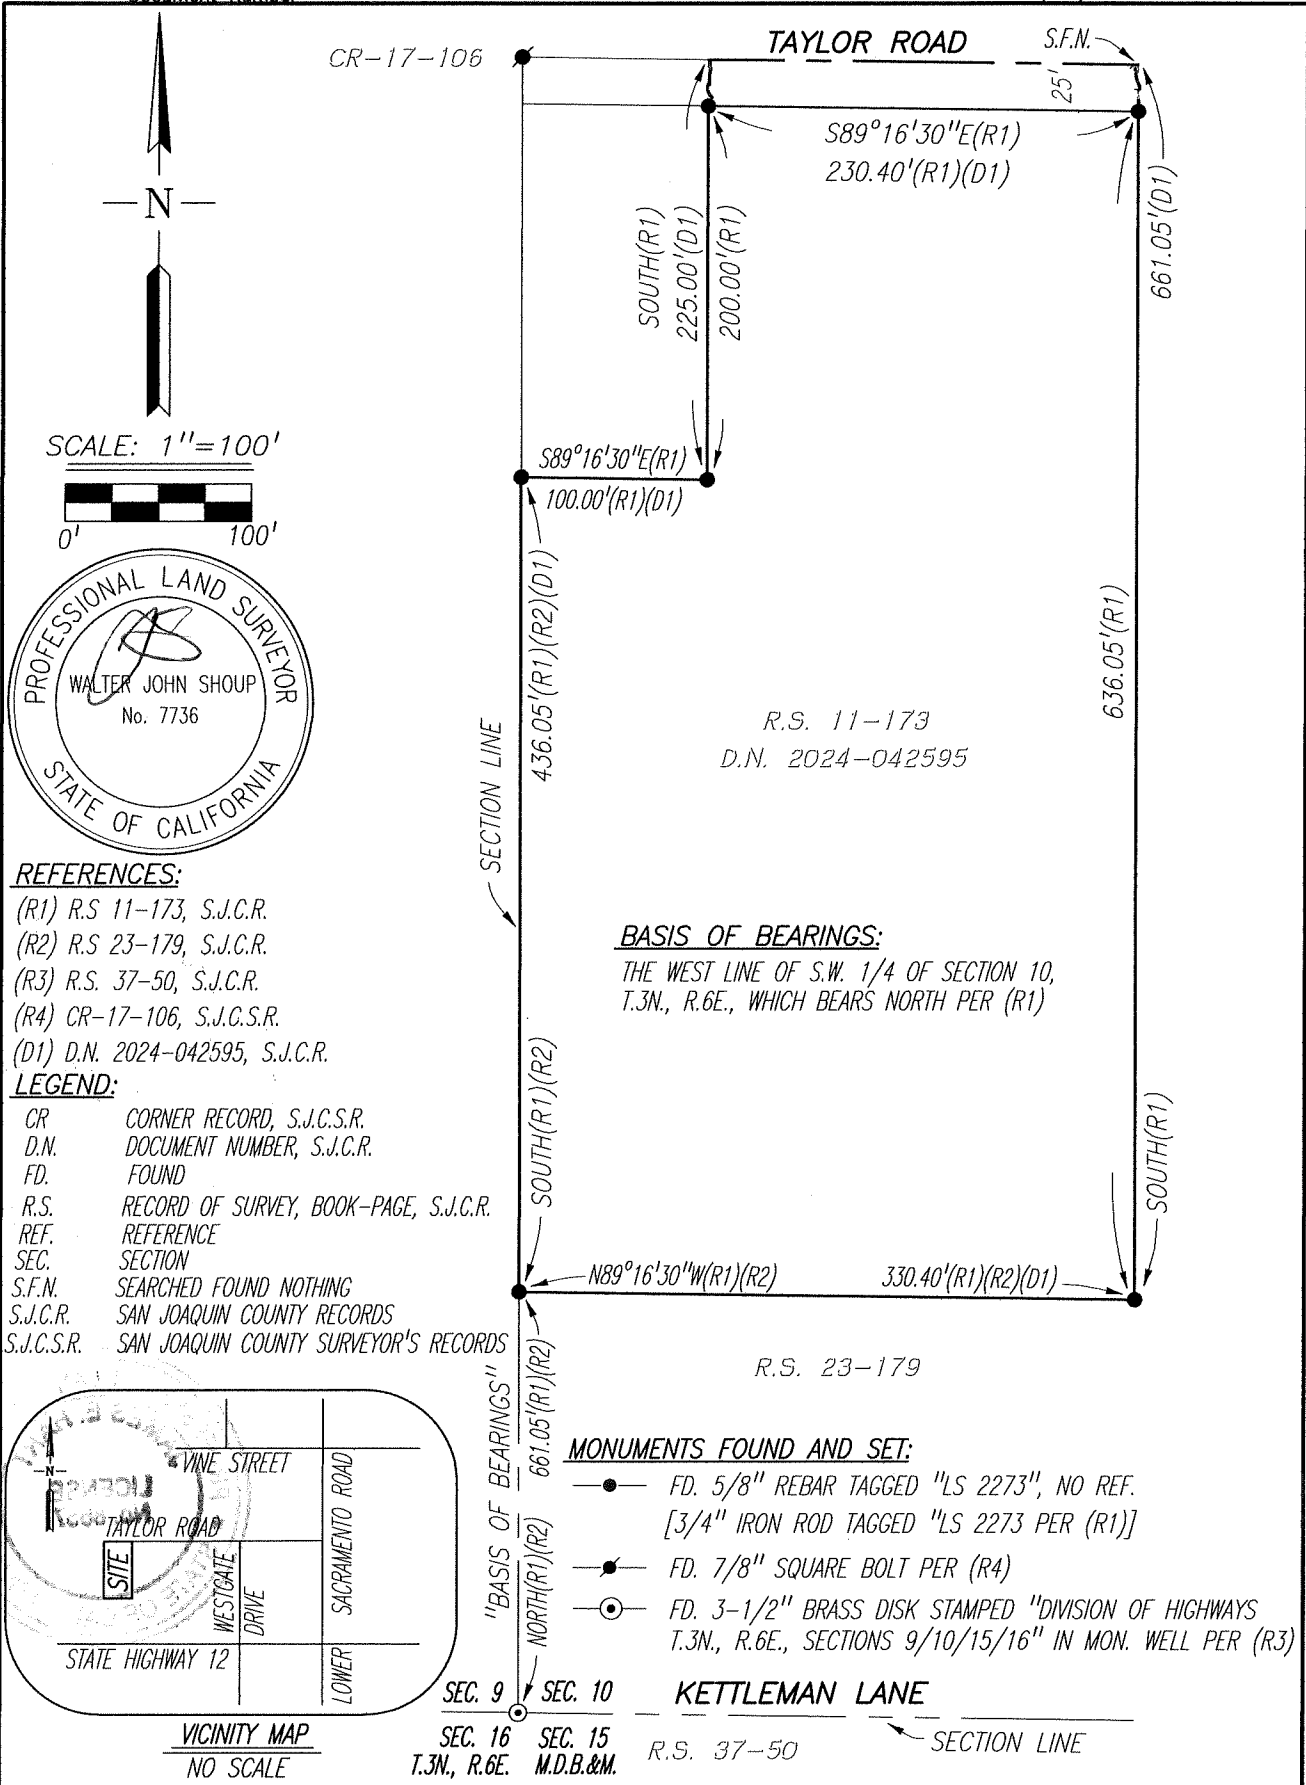 CR-17-106
TAYLOR ROAD
S.F.N.
25'
S89°16'30"E(R1)
230.40'(R1)(D1)
661.05'(D1)
N
SOUTH(R1)
225.00'(D1)
200.00'(R1)
SCALE: 1"=100'
0' 100'
S89°16'30"E(R1)
100.00'(R1)(D1)
PROFESSIONAL LAND SURVEYOR
WALTER JOHN SHOUP
No. 7736
STATE OF CALIFORNIA
436.05'(R1)(R2)(D1)
SECTION LINE
636.05'(R1)
R.S. 11-173
D.N. 2024-042595
REFERENCES:
(R1) R.S 11-173, S.J.C.R.
(R2) R.S 23-179, S.J.C.R.
(R3) R.S. 37-50, S.J.C.R.
(R4) CR-17-106, S.J.C.S.R.
(D1) D.N. 2024-042595, S.J.C.R.
BASIS OF BEARINGS:
THE WEST LINE OF S.W. 1/4 OF SECTION 10,
T.3N., R.6E., WHICH BEARS NORTH PER (R1)
LEGEND:
CR CORNER RECORD, S.J.C.S.R.
D.N. DOCUMENT NUMBER, S.J.C.R.
FD. FOUND
R.S. RECORD OF SURVEY, BOOK-PAGE, S.J.C.R.
REF. REFERENCE
SEC. SECTION
S.F.N. SEARCHED FOUND NOTHING
S.J.C.R. SAN JOAQUIN COUNTY RECORDS
S.J.C.S.R. SAN JOAQUIN COUNTY SURVEYOR'S RECORDS
SOUTH(R1)(R2)
SOUTH(R1)
N89°16'30"W(R1)(R2)
330.40'(R1)(R2)(D1)
R.S. 23-179
"BASIS OF BEARINGS"
661.05'(R1)(R2)
NORTH(R1)(R2)
MONUMENTS FOUND AND SET:
FD. 5/8" REBAR TAGGED "LS 2273", NO REF.
[3/4" IRON ROD TAGGED "LS 2273 PER (R1)]
FD. 7/8" SQUARE BOLT PER (R4)
FD. 3-1/2" BRASS DISK STAMPED "DIVISION OF HIGHWAYS
T.3N., R.6E., SECTIONS 9/10/15/16" IN MON. WELL PER (R3)
N
VINE STREET
TAYLOR ROAD
SITE
WESTGATE
DRIVE
LOWER SACRAMENTO ROAD
STATE HIGHWAY 12
VICINITY MAP
NO SCALE
SEC. 9 SEC. 10
KETTLEMAN LANE
SEC. 16 SEC. 15
T.3N., R.6E. M.D.B.&M.
R.S. 37-50
SECTION LINE